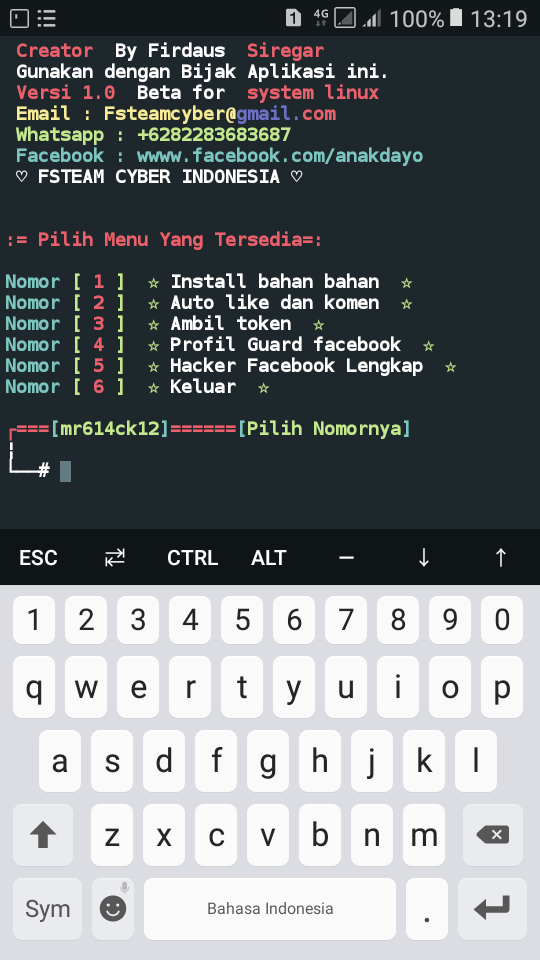 1 4G 100% 13:19
Creator By Firdaus Siregar
Gunakan dengan Bijak Aplikasi ini.
Versi 1.0 Beta for system linux
Email : Fsteamcyber@gmail.com
Whatsapp : +6282283683687
Facebook : wwww.facebook.com/anakdayo
♡ FSTEAM CYBER INDONESIA ♡
:= Pilih Menu Yang Tersedia=:
Nomor [ 1 ] ☆ Install bahan bahan ☆
Nomor [ 2 ] ☆ Auto like dan komen ☆
Nomor [ 3 ] ☆ Ambil token ☆
Nomor [ 4 ] ☆ Profil Guard facebook ☆
Nomor [ 5 ] ☆ Hacker Facebook Lengkap ☆
Nomor [ 6 ] ☆ Keluar ☆
┌===[mr614ck12]======[Pilih Nomornya]
¦
└──#
ESC ⇄ CTRL ALT — ↓ ↑
1 2 3 4 5 6 7 8 9 0
q w e r t y u i o p
a s d f g h j k l
z x c v b n m
Sym Bahasa Indonesia .